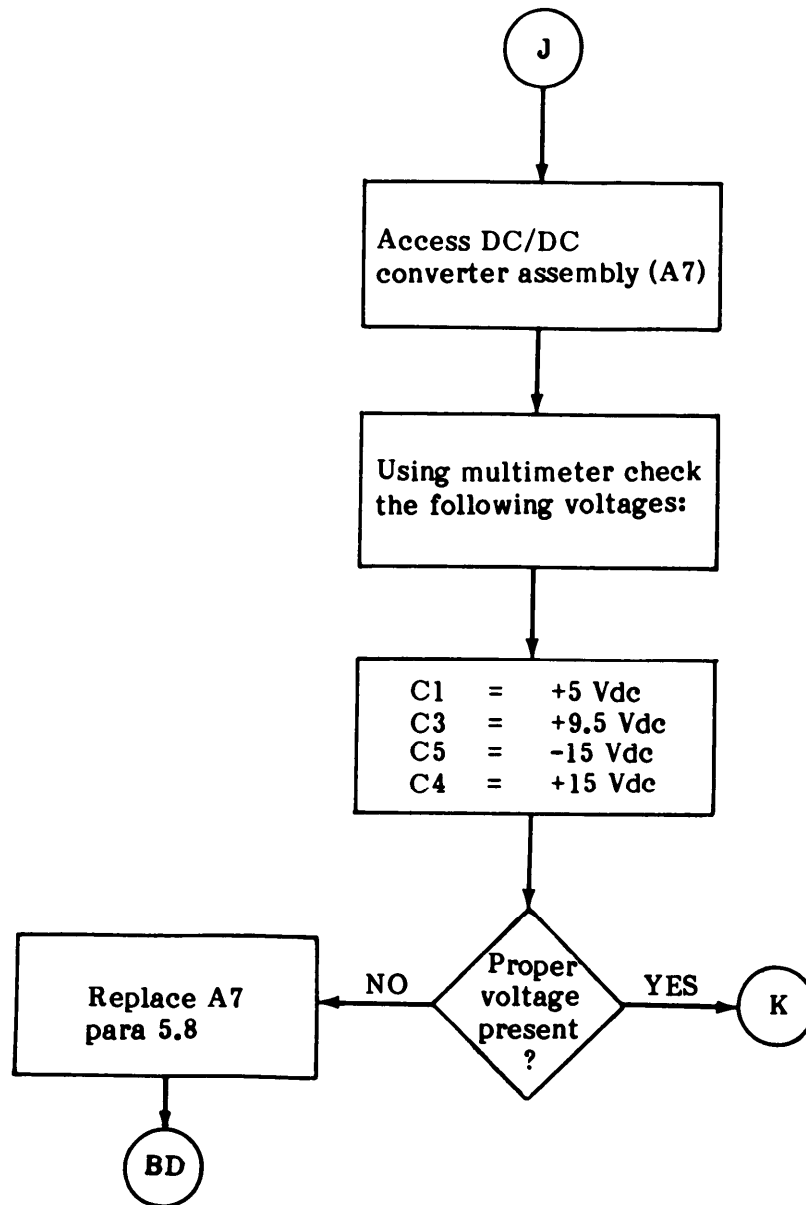 J
Access DC/DC
converter assembly (A7)
Using multimeter check
the following voltages:
C1 = +5 Vdc
C3 = +9.5 Vdc
C5 = -15 Vdc
C4 = +15 Vdc
Proper
voltage
present
?
NO
YES
Replace A7
para 5.8
K
BD